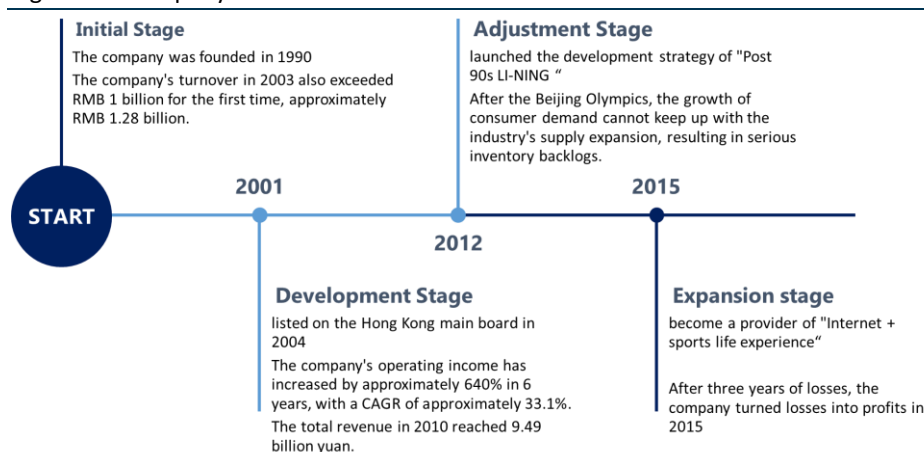 Initial Stage
The company was founded in 1990
The company's turnover in 2003 also exceeded
RMB 1 billion for the first time, approximately
RMB 1.28 billion.
Adjustment Stage
launched the development strategy of "Post
90s LI-NING “
After the Beijing Olympics, the growth of
consumer demand cannot keep up with the
industry's supply expansion, resulting in serious
inventory backlogs.
START
2001
2012
2015
Development Stage
listed on the Hong Kong main board in
2004
The company's operating income has
increased by approximately 640% in 6
years, with a CAGR of approximately 33.1%.
The total revenue in 2010 reached 9.49
billion yuan.
Expansion stage
become a provider of "Internet +
sports life experience“
After three years of losses, the
company turned losses into profits in
2015